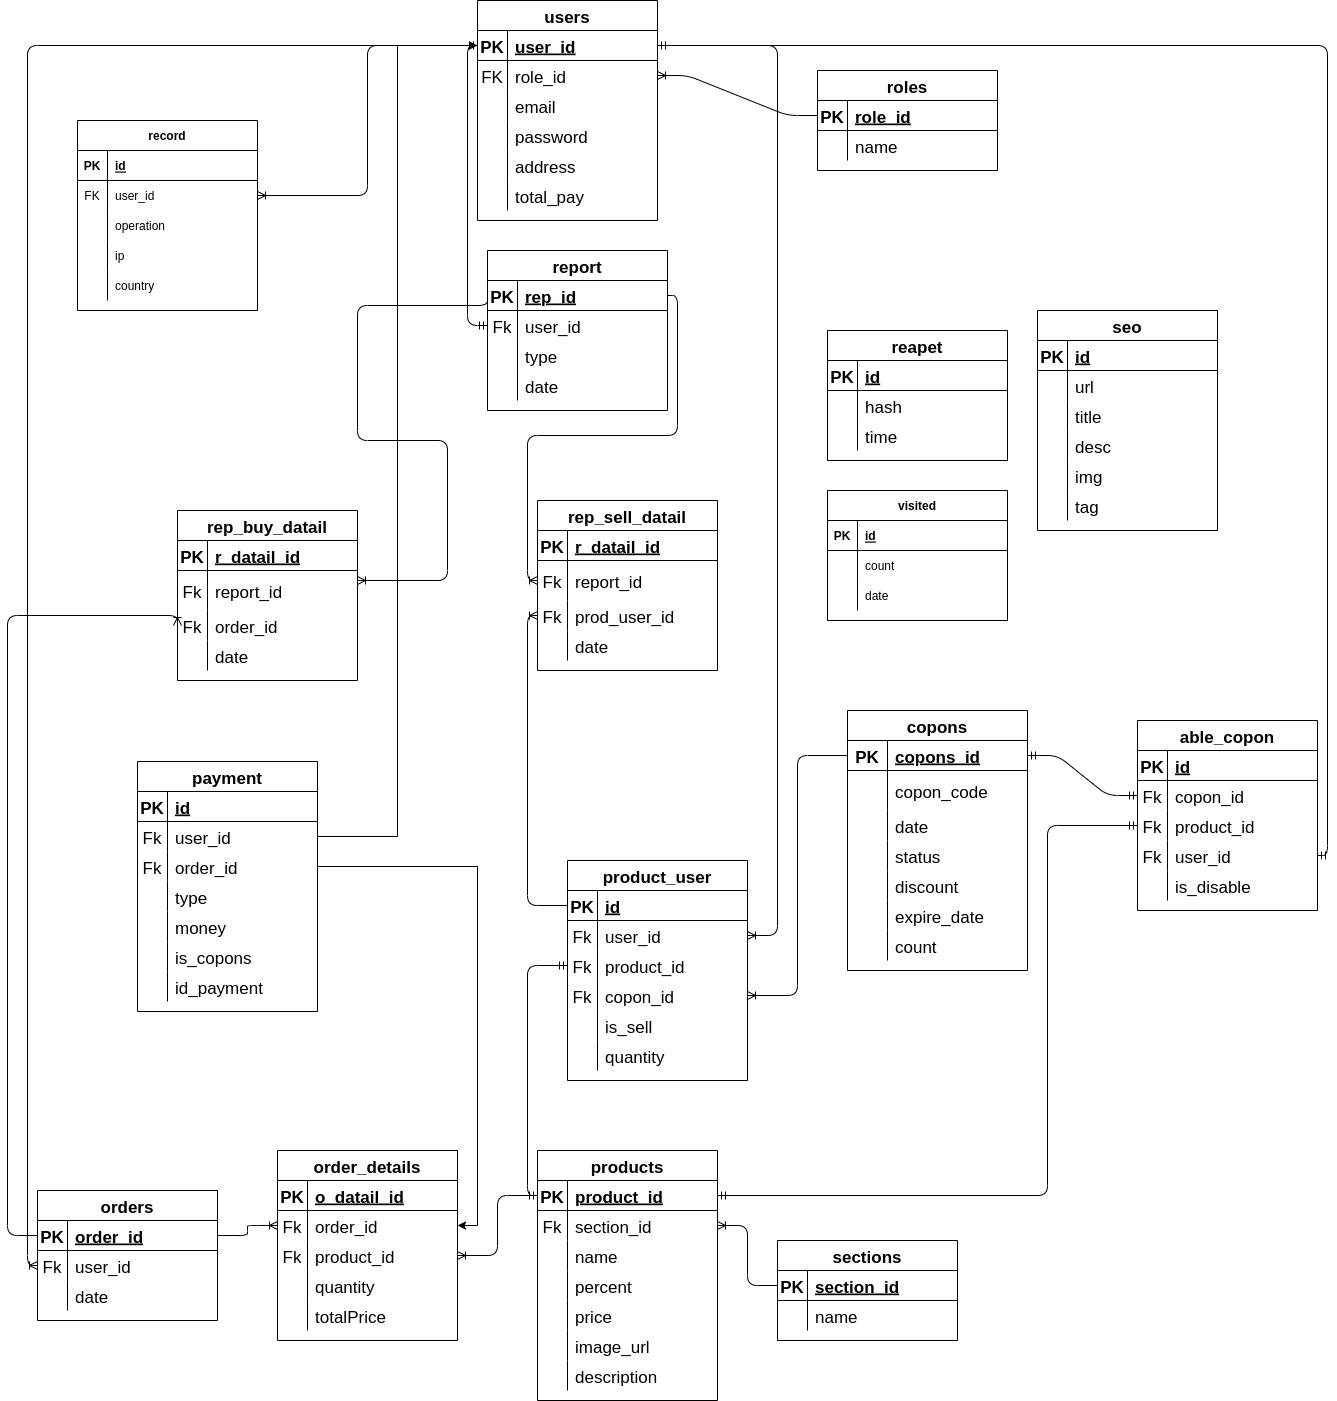 users
PK user_id
FK role_id
email
password
address
total_pay
roles
PK role_id
name
record
PK id
FK user_id
operation
ip
country
report
PK rep_id
Fk user_id
type
date
reapet
PK id
hash
time
seo
PK id
url
title
desc
img
tag
visited
PK id
count
date
rep_buy_datail
PK r_datail_id
Fk report_id
Fk order_id
date
rep_sell_datail
PK r_datail_id
Fk report_id
Fk prod_user_id
date
payment
PK id
Fk user_id
Fk order_id
type
money
is_copons
id_payment
copons
PK copons_id
copon_code
date
status
discount
expire_date
count
able_copon
PK id
Fk copon_id
Fk product_id
Fk user_id
is_disable
product_user
PK id
Fk user_id
Fk product_id
Fk copon_id
is_sell
quantity
orders
PK order_id
Fk user_id
date
order_details
PK o_datail_id
Fk order_id
Fk product_id
quantity
totalPrice
products
PK product_id
Fk section_id
name
percent
price
image_url
description
sections
PK section_id
name